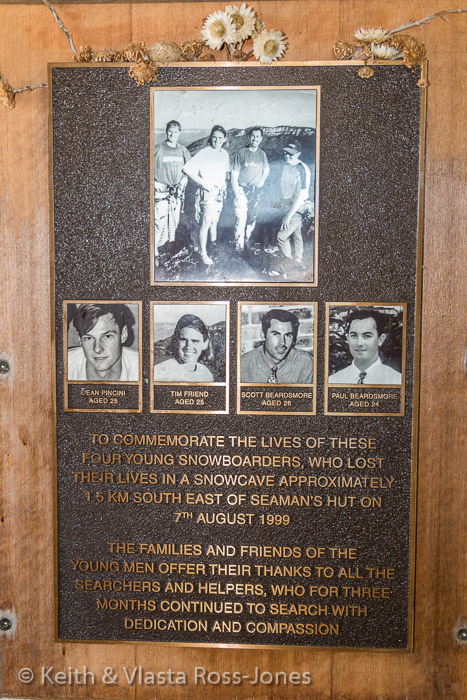 DEAN PINCINI
AGED 25
TIM FRIEND
AGED 25
SCOTT BEARDSMORE
AGED 26
PAUL BEARDSMORE
AGED 24
TO COMMEMORATE THE LIVES OF THESE
FOUR YOUNG SNOWBOARDERS, WHO LOST
THEIR LIVES IN A SNOWCAVE APPROXIMATELY
1.5 KM SOUTH EAST OF SEAMAN'S HUT ON
7TH AUGUST 1999
THE FAMILIES AND FRIENDS OF THE
YOUNG MEN OFFER THEIR THANKS TO ALL THE
SEARCHERS AND HELPERS, WHO FOR THREE
MONTHS CONTINUED TO SEARCH WITH
DEDICATION AND COMPASSION
© Keith & Vlasta Ross-Jones